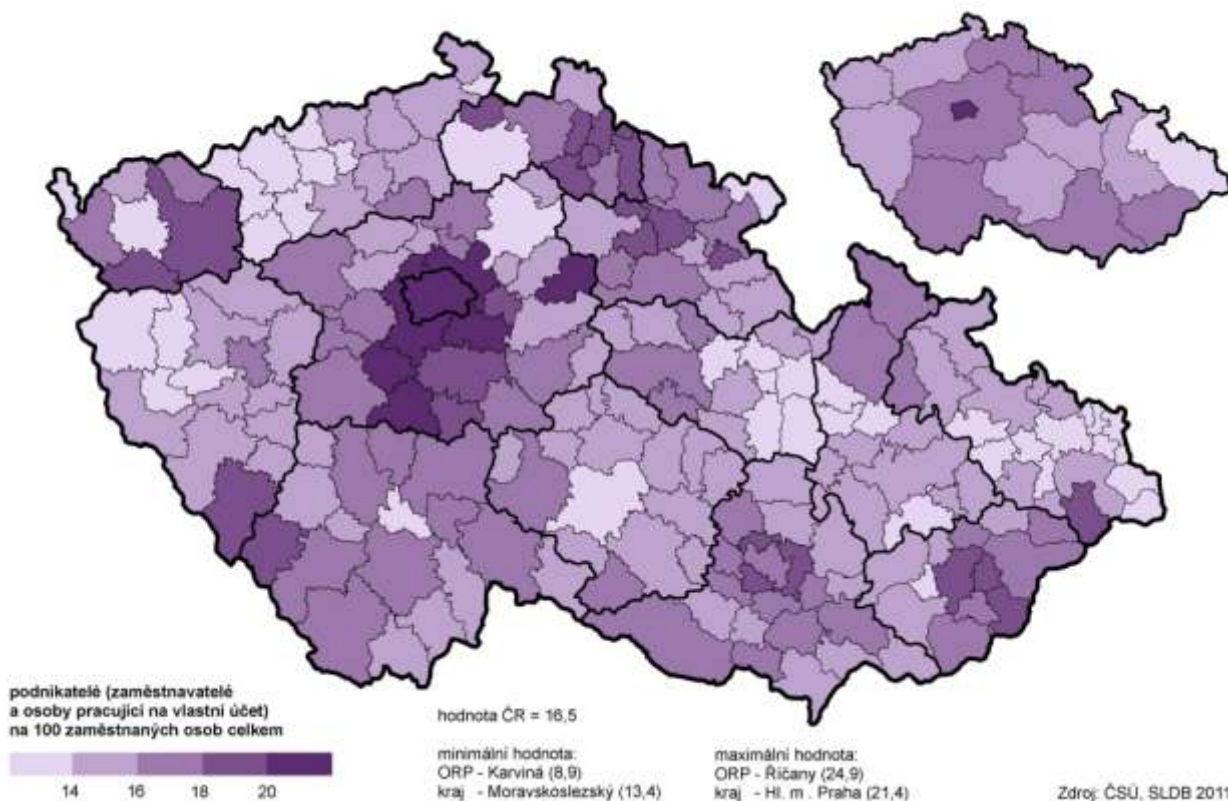 podnikatelé (zaměstnavatelé
a osoby pracující na vlastní účet)
na 100 zaměstnaných osob celkem
14 16 18 20
hodnota ČR = 16,5
minimální hodnota:
ORP - Karviná (8,9)
kraj - Moravskoslezský (13,4)
maximální hodnota:
ORP - Říčany (24,9)
kraj - Hl. m . Praha (21,4)
Zdroj: ČSÚ, SLDB 2011